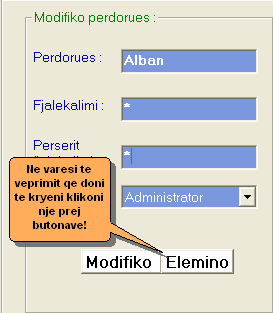 Modifiko perdorues :
Perdorues :
Alban
Fjalekalimi :
*
Perserit
*
Ne varesi te
veprimit qe doni
te kryeni klikoni
nje prej
butonave!
Administrator
Modifiko
Elemino